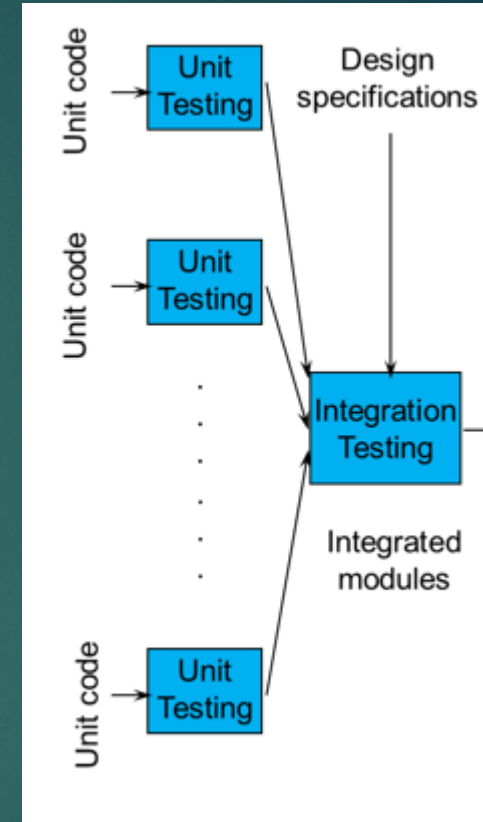 Unit code
Unit
Testing
Design
specifications
Unit code
Unit
Testing
Integration
Testing
Integrated
modules
Unit code
Unit
Testing